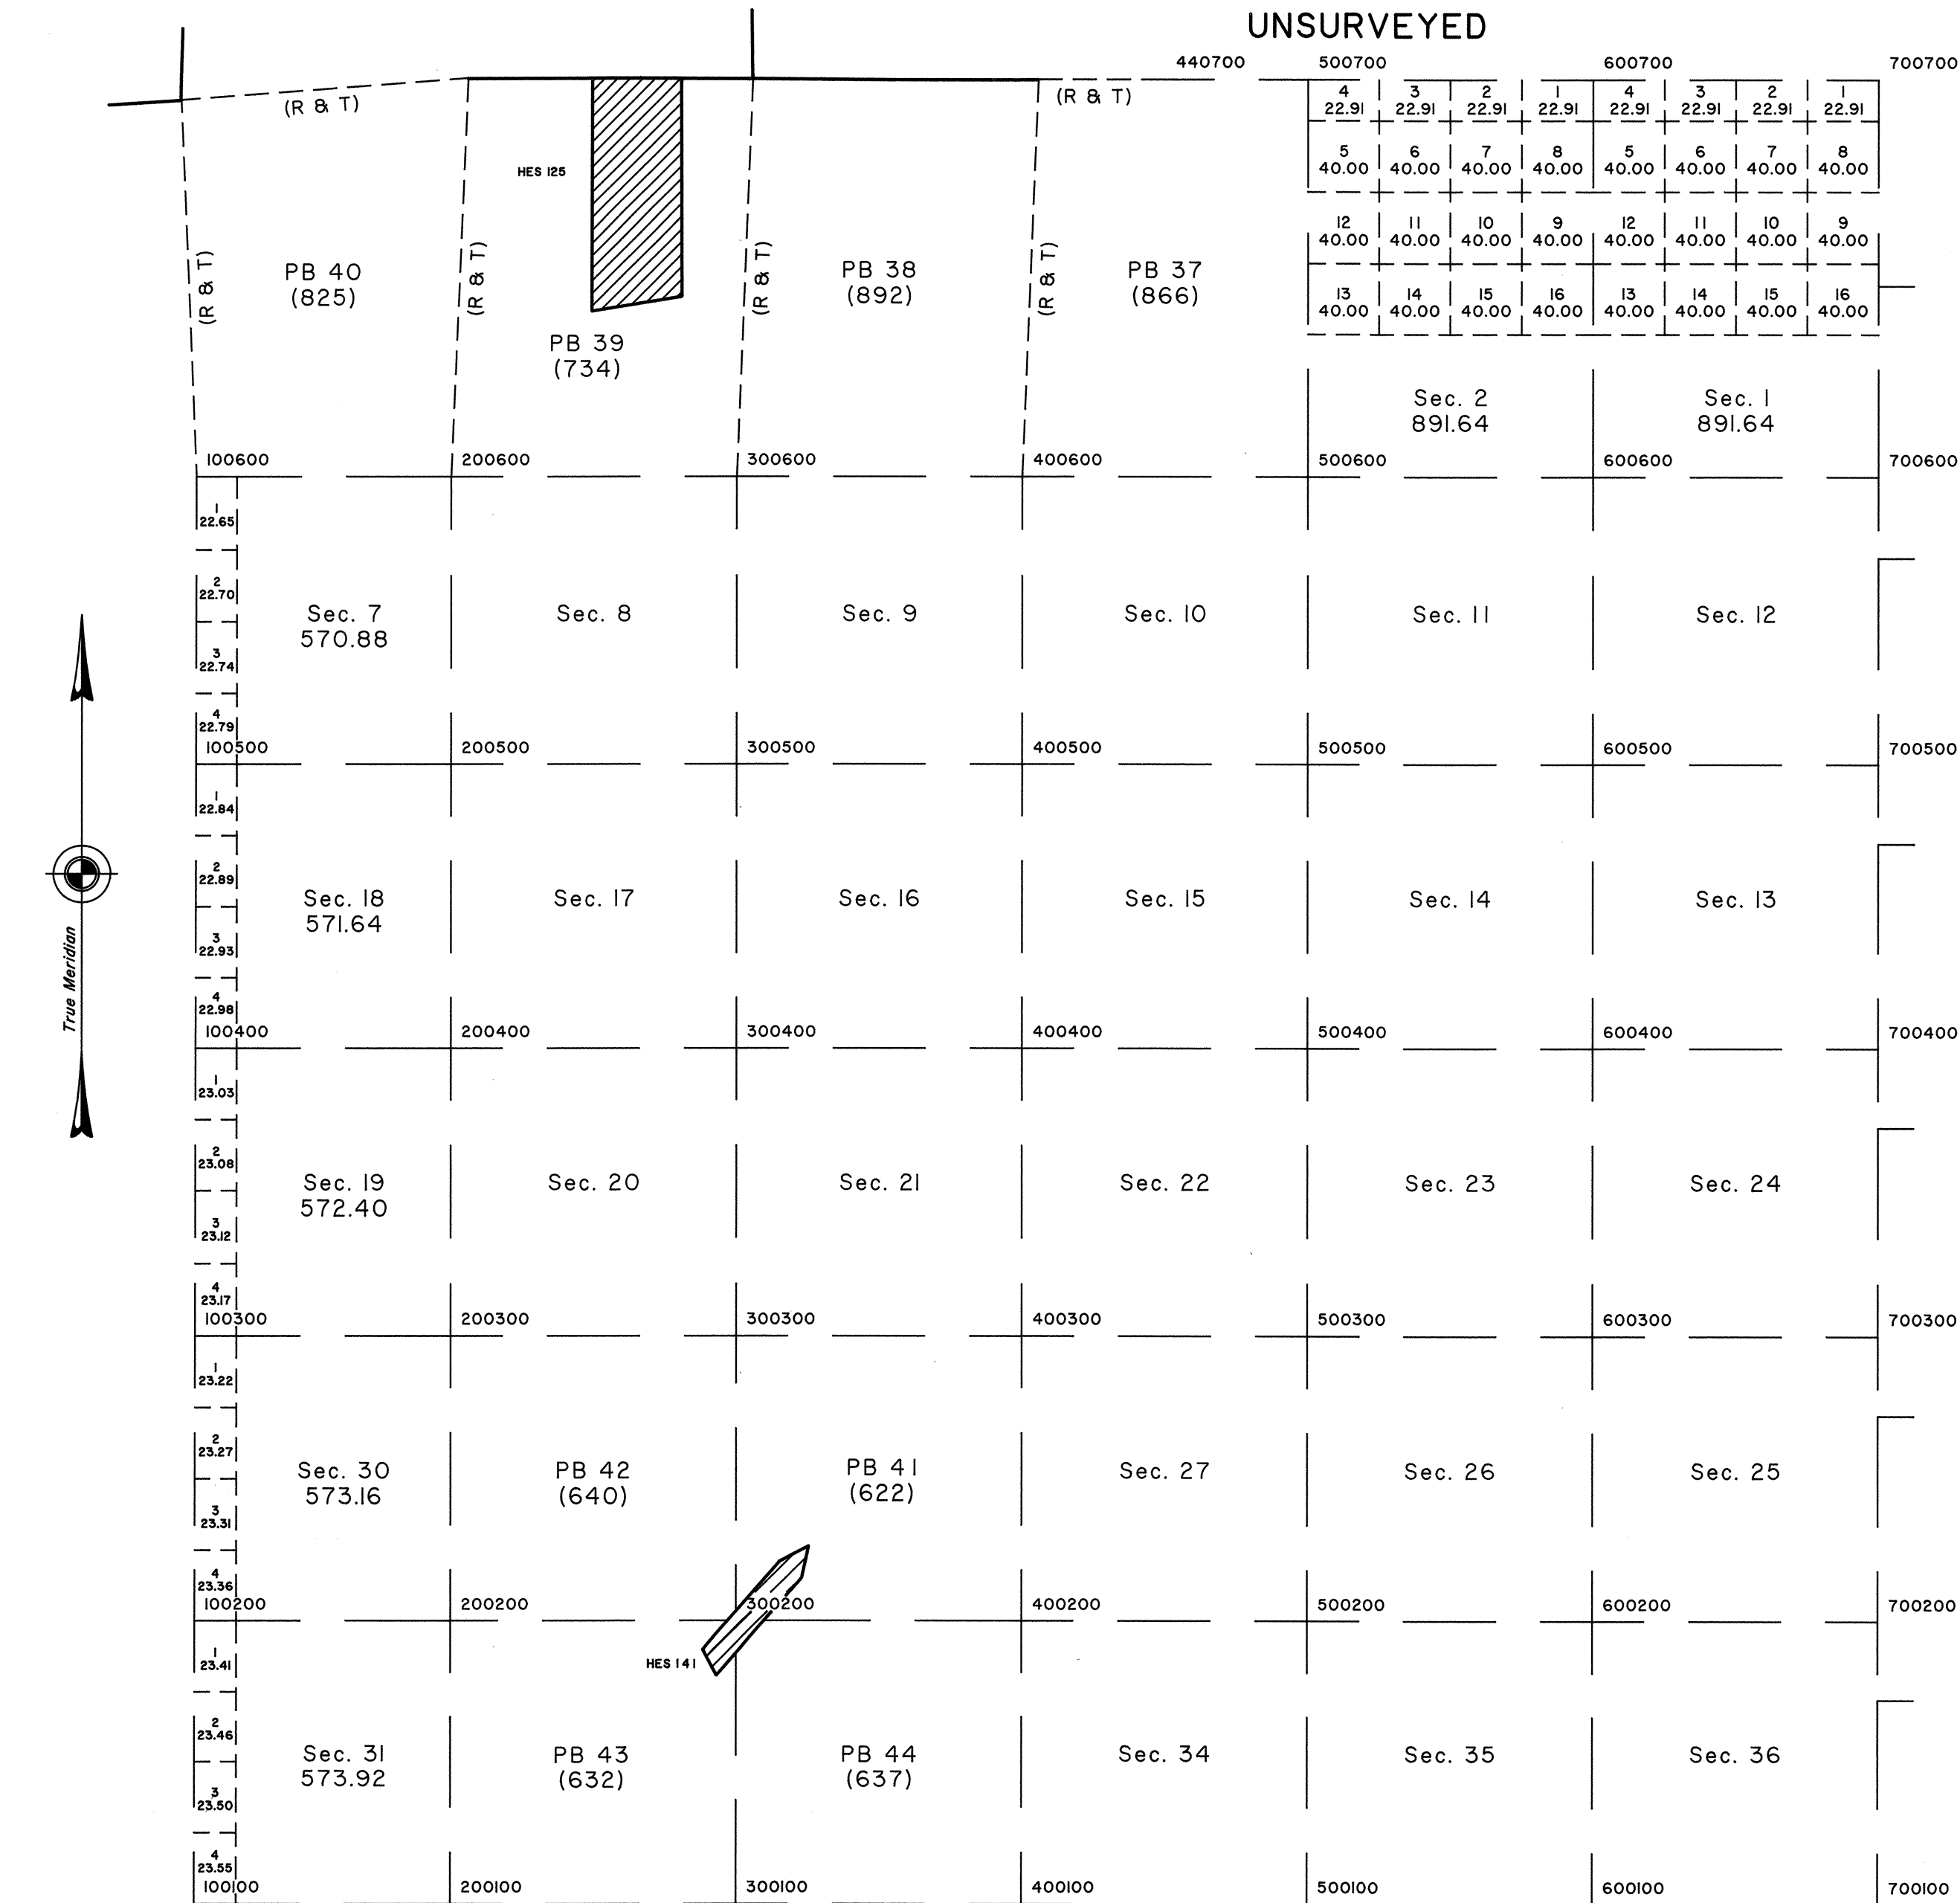 UNSURVEYED
440700 500700 600700 700700
(R & T) (R & T)
4 3 2 1 4 3 2 1
22.91 22.91 22.91 22.91 22.91 22.91 22.91 22.91
HES 125
5 6 7 8 5 6 7 8
40.00 40.00 40.00 40.00 40.00 40.00 40.00 40.00
12 11 10 9 12 11 10 9
40.00 40.00 40.00 40.00 40.00 40.00 40.00 40.00
(R & T) (R & T) (R & T) (R & T)
PB 40 PB 38 PB 37
(825) (892) (866)
13 14 15 16 13 14 15 16
40.00 40.00 40.00 40.00 40.00 40.00 40.00 40.00
PB 39
(734)
Sec. 2 Sec. 1
891.64 891.64
100600 200600 300600 400600 500600 600600 700600
1
22.65
2
22.70
Sec. 7 Sec. 8 Sec. 9 Sec. 10 Sec. 11 Sec. 12
570.88
3
22.74
4
22.79
100500 200500 300500 400500 500500 600500 700500
1
22.84
2
22.89
Sec. 18 Sec. 17 Sec. 16 Sec. 15 Sec. 14 Sec. 13
571.64
3
22.93
True Meridian
4
22.98
100400 200400 300400 400400 500400 600400 700400
1
23.03
2
23.08
Sec. 19 Sec. 20 Sec. 21 Sec. 22 Sec. 23 Sec. 24
572.40
3
23.12
4
23.17
100300 200300 300300 400300 500300 600300 700300
1
23.22
2
23.27
Sec. 30 PB 42 PB 41 Sec. 27 Sec. 26 Sec. 25
573.16 (640) (622)
3
23.31
4
23.36
100200 200200 300200 400200 500200 600200 700200
1
23.41
HES 141
2
23.46
Sec. 31 PB 43 PB 44 Sec. 34 Sec. 35 Sec. 36
573.92 (632) (637)
3
23.50
4
23.55
100100 200100 300100 400100 500100 600100 700100